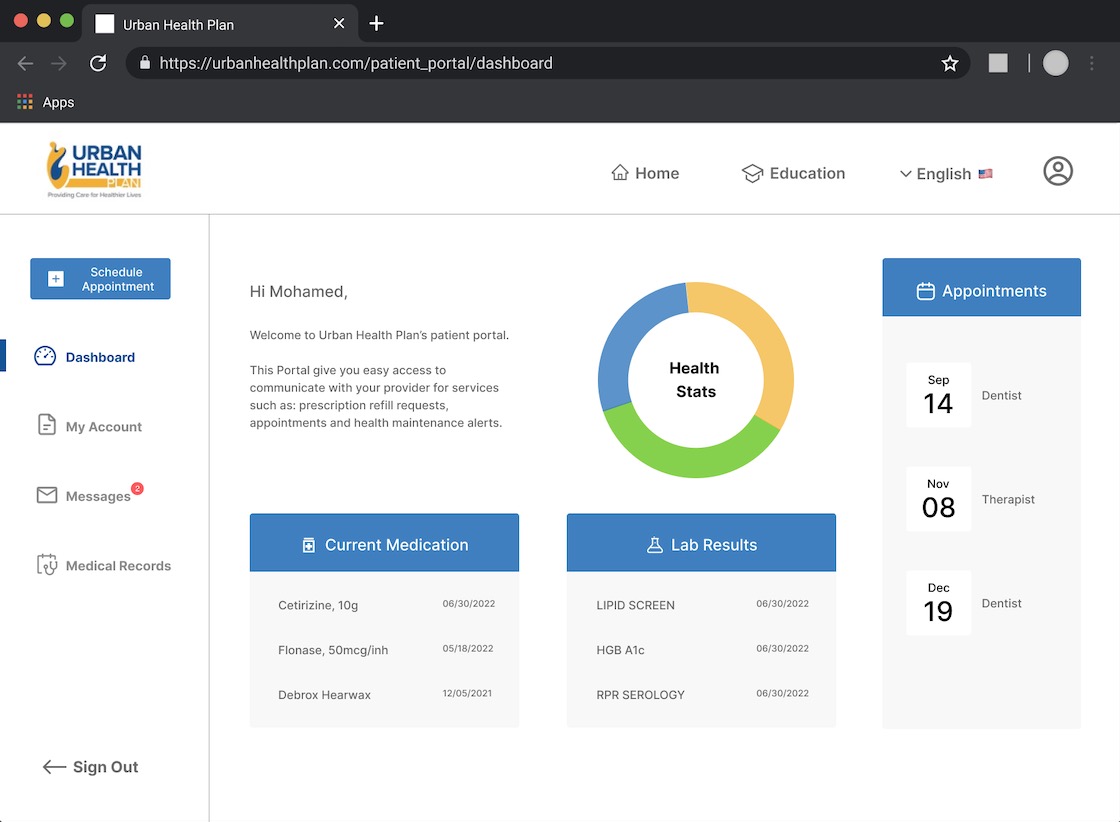 Urban Health Plan
https://urbanhealthplan.com/patient_portal/dashboard
Apps
URBAN
HEALTH
PLAN
Providing Care for Healthier Lives
Home
Education
English
Schedule
Appointment
Dashboard
My Account
Messages 2
Medical Records
Sign Out
Hi Mohamed,
Welcome to Urban Health Plan’s patient portal.
This Portal give you easy access to
communicate with your provider for services
such as: prescription refill requests,
appointments and health maintenance alerts.
Health
Stats
Current Medication
Cetirizine, 10g 06/30/2022
Flonase, 50mcg/inh 05/18/2022
Debrox Hearwax 12/05/2021
Lab Results
LIPID SCREEN 06/30/2022
HGB A1c 06/30/2022
RPR SEROLOGY 06/30/2022
Appointments
Sep
14 Dentist
Nov
08 Therapist
Dec
19 Dentist